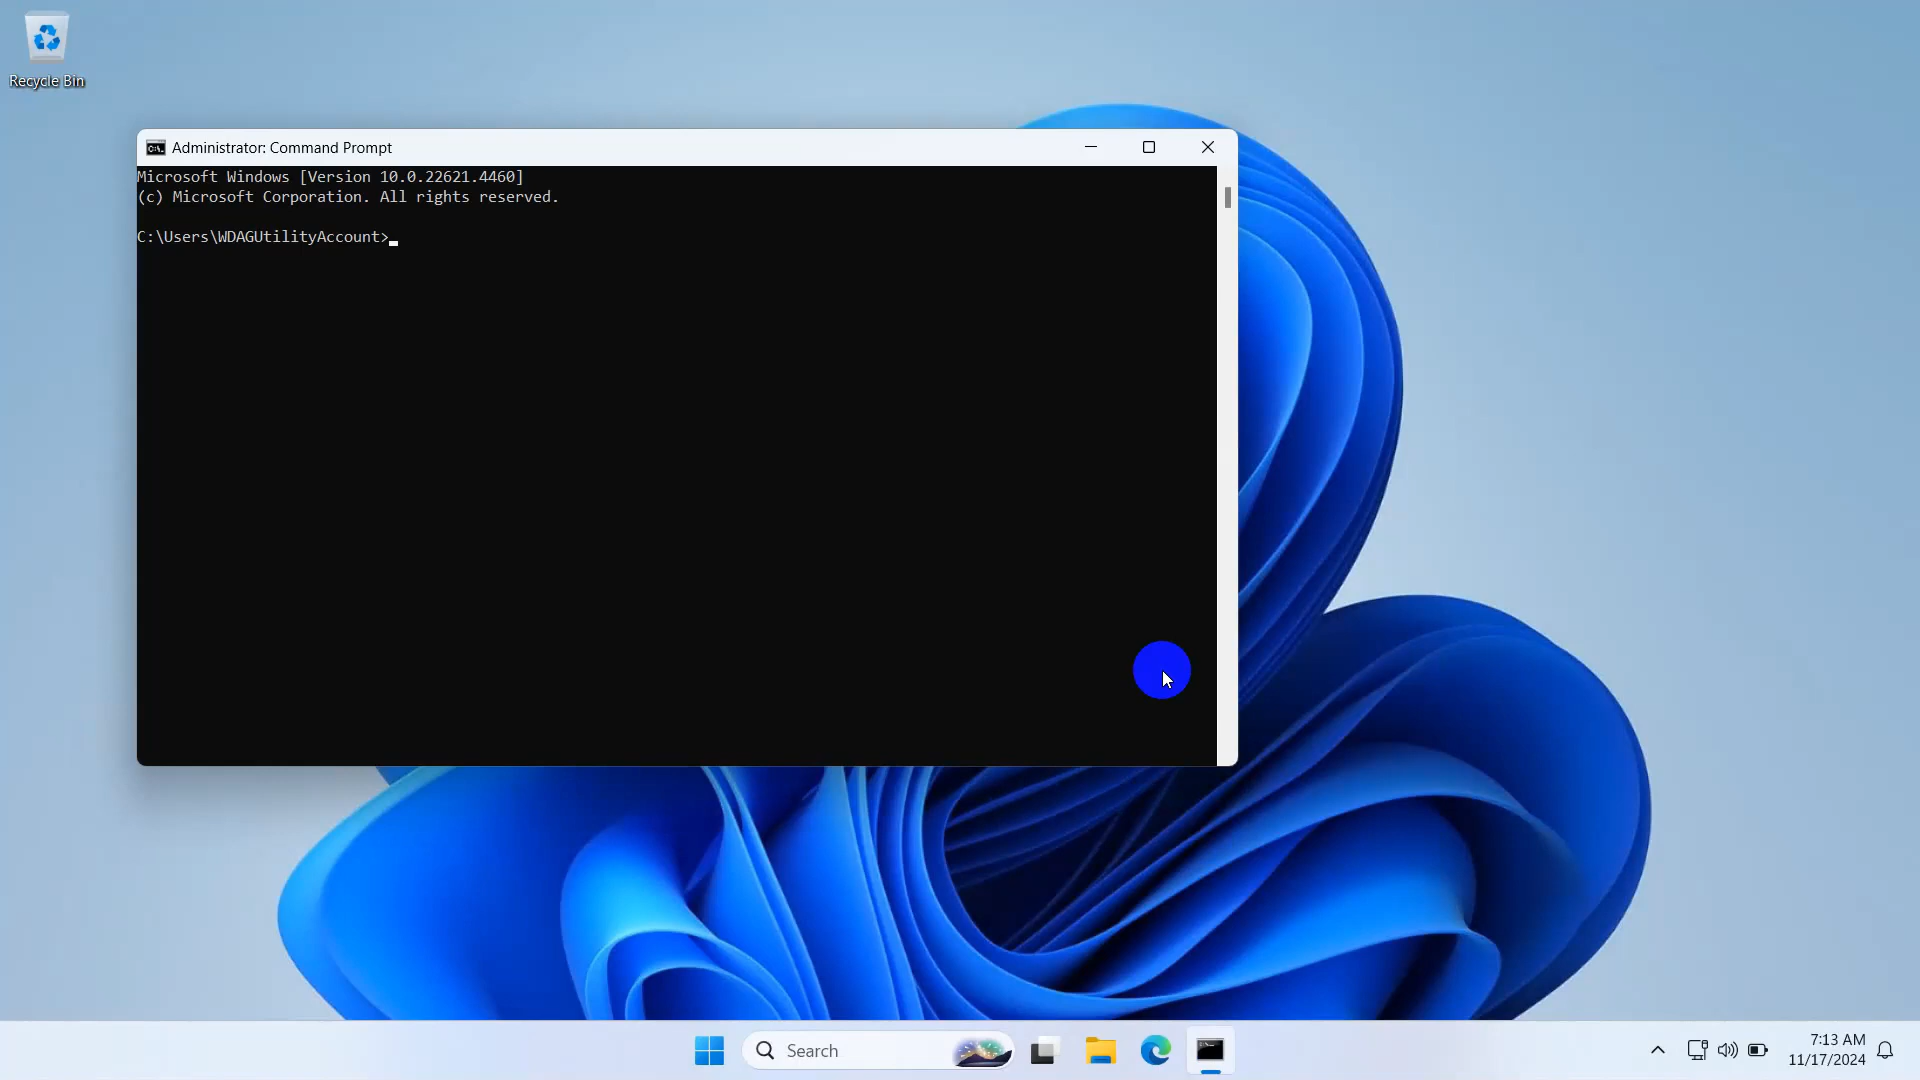 Recycle Bin
Administrator: Command Prompt
Microsoft Windows [Version 10.0.22621.4460]
(c) Microsoft Corporation. All rights reserved.
C:\Users\WDAGUtilityAccount>
Search
7:13 AM
11/17/2024